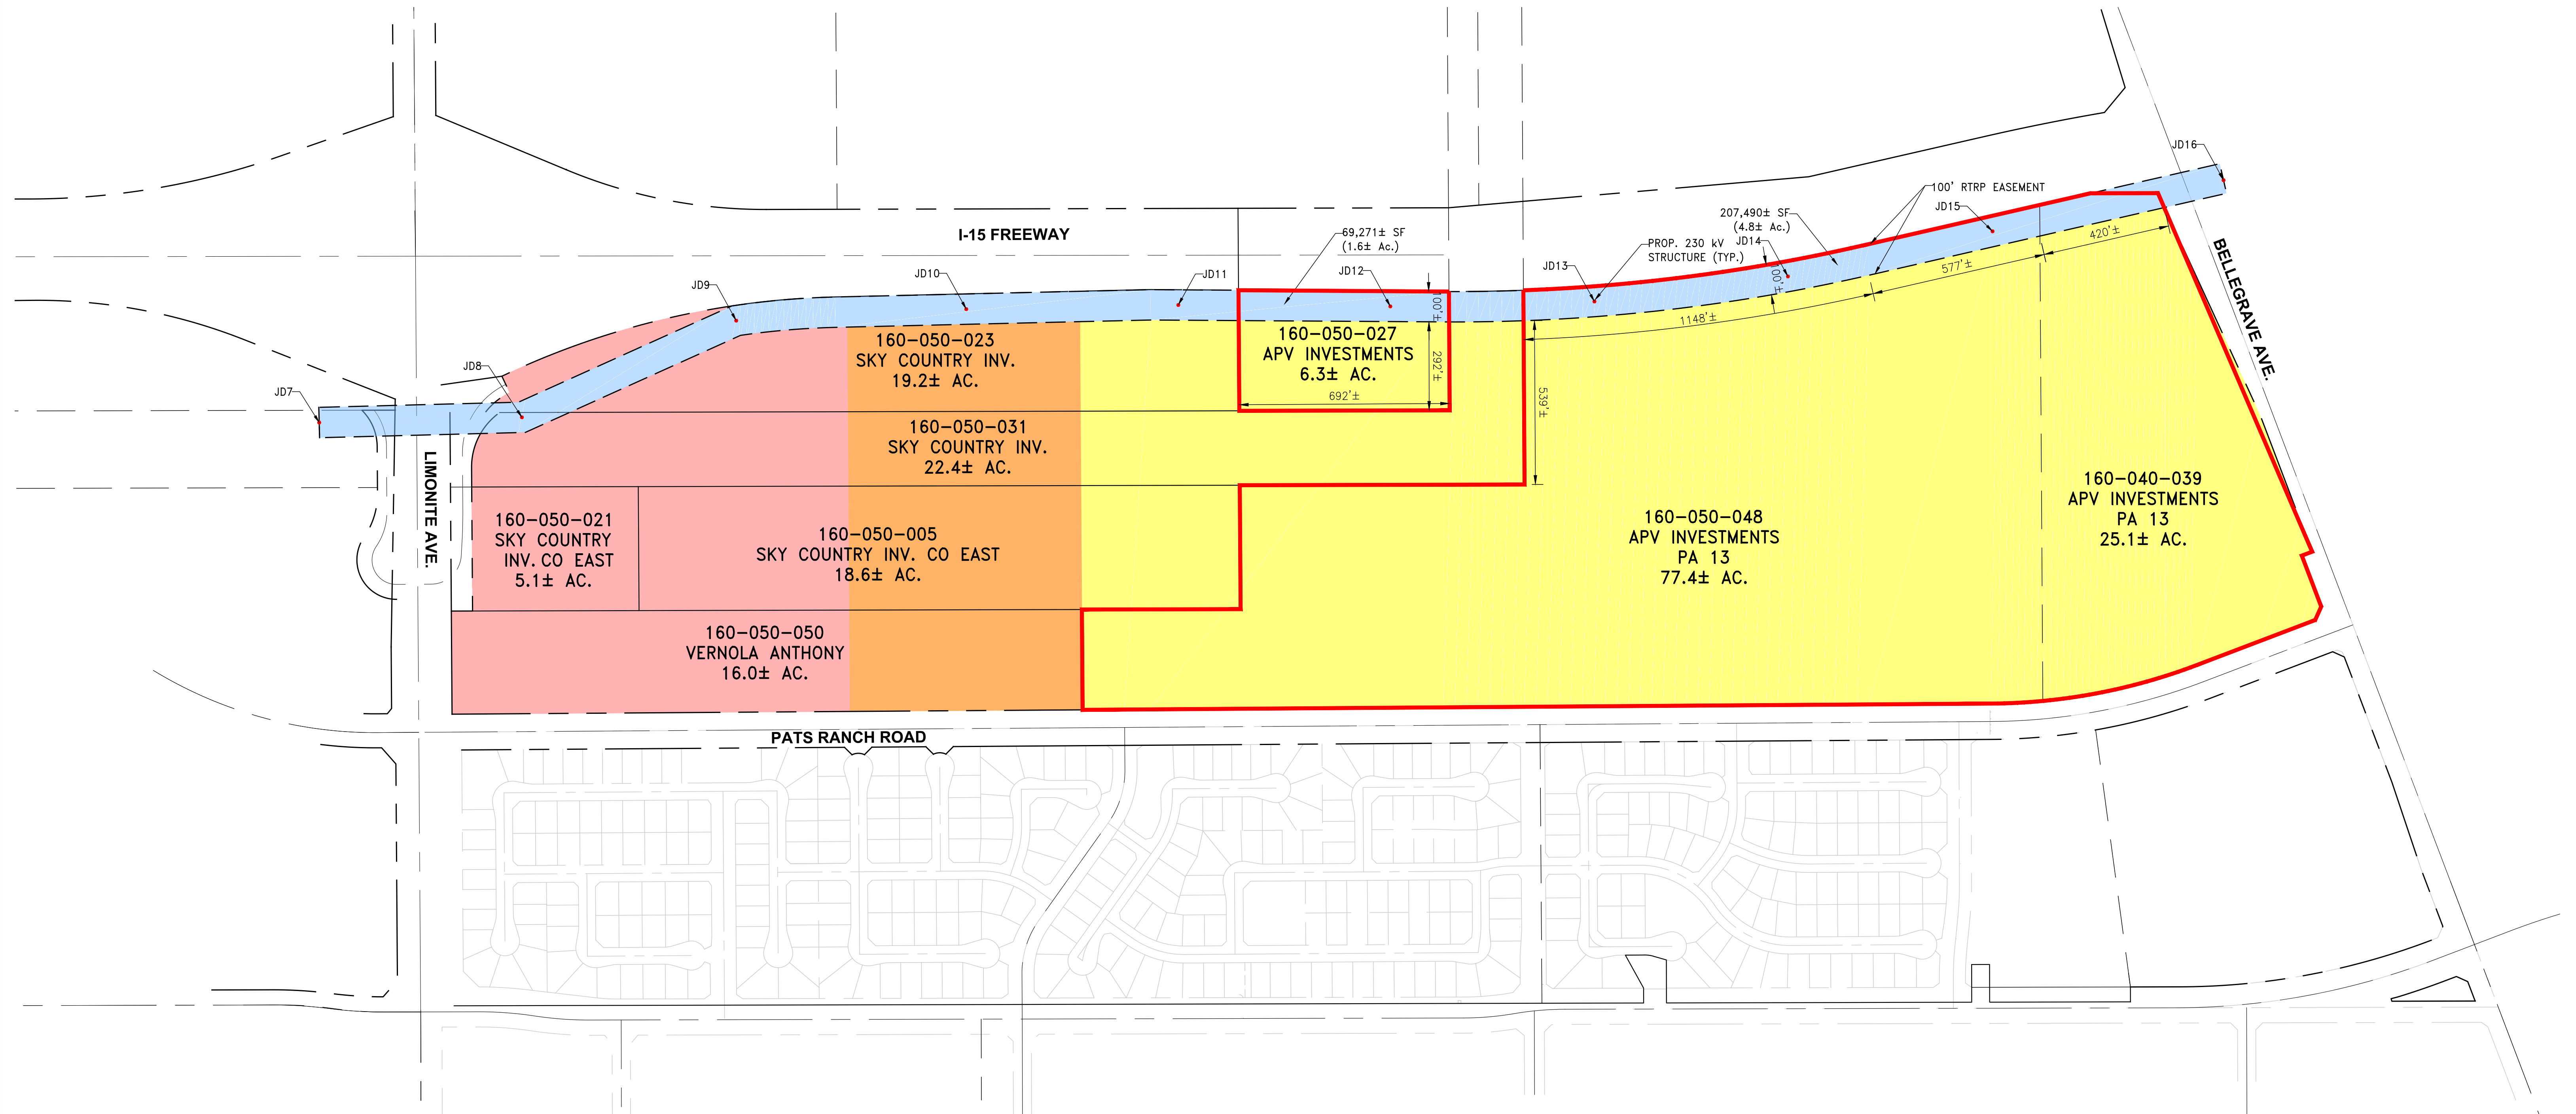 JD16
100' RTRP EASEMENT
JD15
207,490± SF
(4.8± Ac.)
JD14
69,271± SF
(1.6± Ac.)
I-15 FREEWAY
PROP. 230 kV
STRUCTURE (TYP.)
420'±
BELLEGRAVE AVE.
577'±
JD13
JD12
JD11
JD10
JD9
100'±
100'±
1148'±
160-050-027
APV INVESTMENTS
6.3± AC.
292'±
692'±
539'±
160-050-023
SKY COUNTRY INV.
19.2± AC.
JD8
JD7
160-050-031
SKY COUNTRY INV.
22.4± AC.
LIMONITE AVE.
160-040-039
APV INVESTMENTS
PA 13
25.1± AC.
160-050-048
APV INVESTMENTS
PA 13
77.4± AC.
160-050-021
SKY COUNTRY
INV. CO EAST
5.1± AC.
160-050-005
SKY COUNTRY INV. CO EAST
18.6± AC.
160-050-050
VERNOLA ANTHONY
16.0± AC.
PATS RANCH ROAD